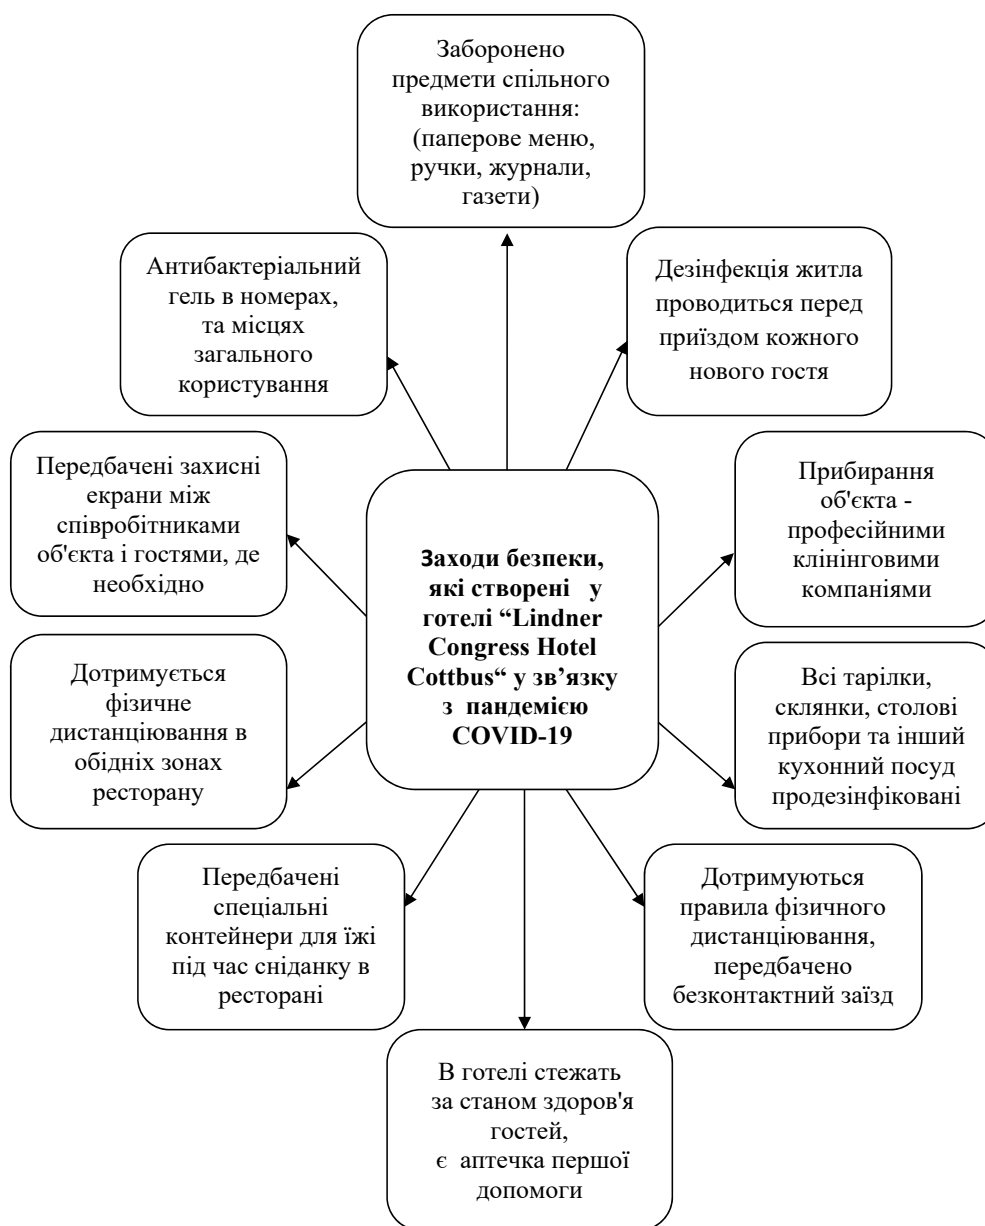 Заборонено
предмети спільного
використання:
(паперове меню,
ручки, журнали,
газети)
Антибактеріальний
гель в номерах,
та місцях
загального
користування
Дезінфекція житла
проводиться перед
приїздом кожного
нового гостя
Передбачені захисні
екрани між
співробітниками
об'єкта і гостями, де
необхідно
Заходи безпеки,
які створені у
готелі “Lindner
Congress Hotel
Cottbus“ у зв’язку
з пандемією
COVID-19
Прибирання
об'єкта -
професійними
клінінговими
компаніями
Дотримується
фізичне
дистанціювання в
обідніх зонах
ресторану
Всі тарілки,
склянки, столові
прибори та інший
кухонний посуд
продезінфіковані
Передбачені
спеціальні
контейнери для їжі
під час сніданку в
ресторані
Дотримуються
правила фізичного
дистанціювання,
передбачено
безконтактний заїзд
В готелі стежать
за станом здоров'я
гостей,
є аптечка першої
допомоги